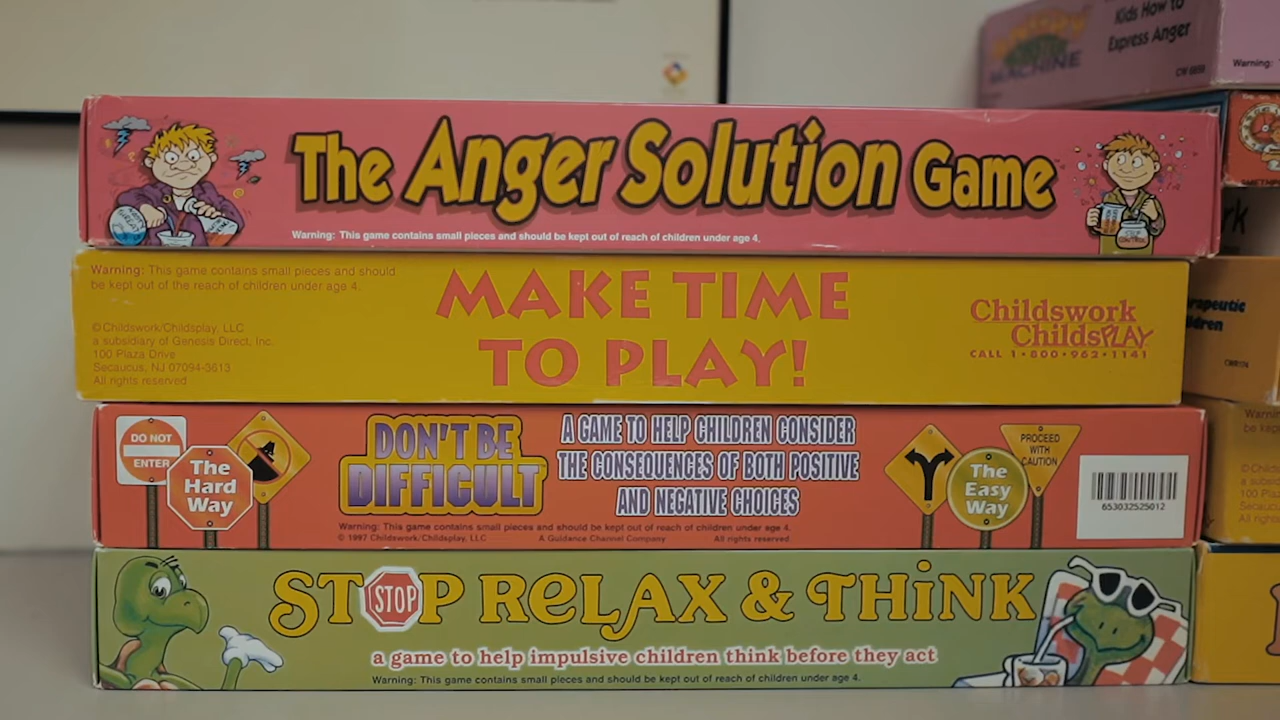 The Anger Solution Game
Warning: This game contains small pieces and should be kept out of reach of children under age 4.
Warning: This game contains small pieces and should
be kept out of the reach of children under age 4.
© Childswork/Childsplay, LLC
a subsidiary of Genesis Direct, Inc.
100 Plaza Drive
Secaucus, NJ 07094-3613
All rights reserved
MAKE TIME
TO PLAY!
Childswork
ChildsPLAY
CALL 1•800•962•1141
DO NOT
ENTER
The
Hard
Way
DON'T BE
DIFFICULT
A GAME TO HELP CHILDREN CONSIDER
THE CONSEQUENCES OF BOTH POSITIVE
AND NEGATIVE CHOICES
Warning: This game contains small pieces and should be kept out of reach of children under age 4.
© 1997 Childswork/Childsplay, LLC A Guidance Channel Company All rights reserved.
The
Easy
Way
PROCEED
WITH
CAUTION
653032525012
STOP RELAX & THiNK
STOP
a game to help impulsive children think before they act
Warning: This game contains small pieces and should be kept out of reach of children under age 4.
MACHINE
Kids How to
Express Anger
Warning: